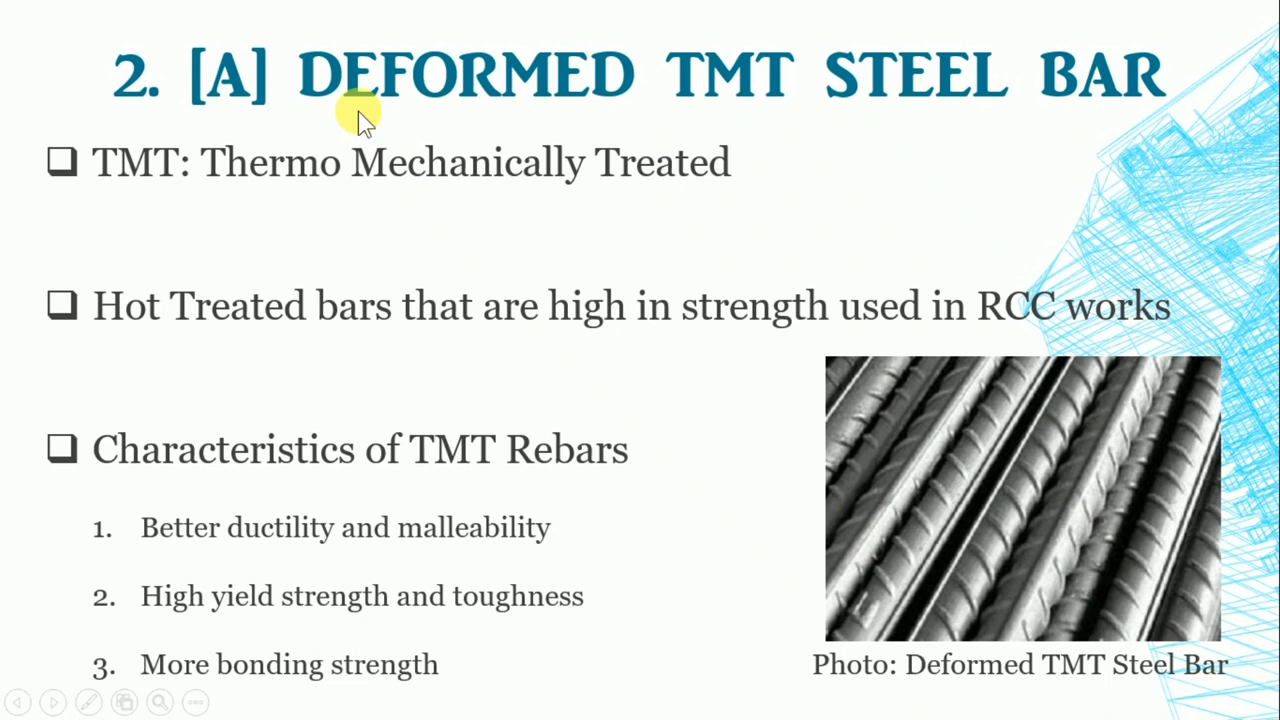 2. [A] DEFORMED TMT STEEL BAR
❑ TMT: Thermo Mechanically Treated
❑ Hot Treated bars that are high in strength used in RCC works
❑ Characteristics of TMT Rebars
1. Better ductility and malleability
2. High yield strength and toughness
3. More bonding strength
Photo: Deformed TMT Steel Bar